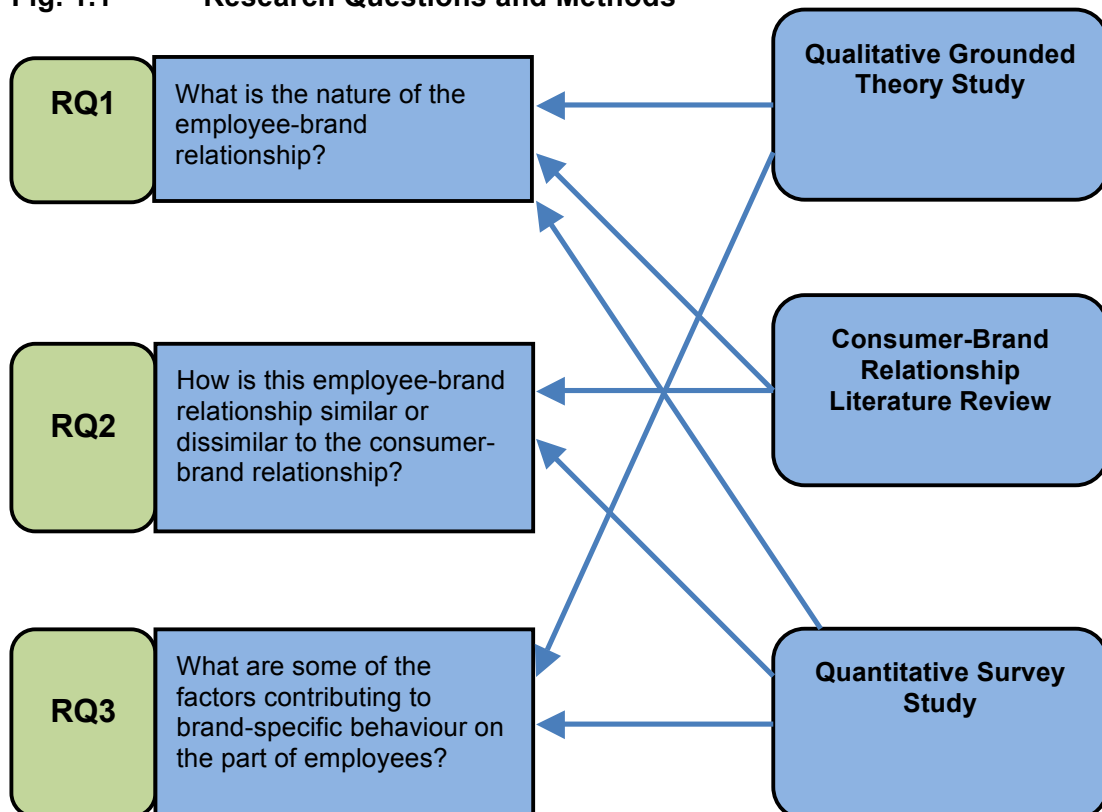 Fig. 1.1 Research Questions and Methods
RQ1
What is the nature of the
employee-brand
relationship?
Qualitative Grounded
Theory Study
RQ2
How is this employee-brand
relationship similar or
dissimilar to the consumer-
brand relationship?
Consumer-Brand
Relationship
Literature Review
RQ3
What are some of the
factors contributing to
brand-specific behaviour on
the part of employees?
Quantitative Survey
Study